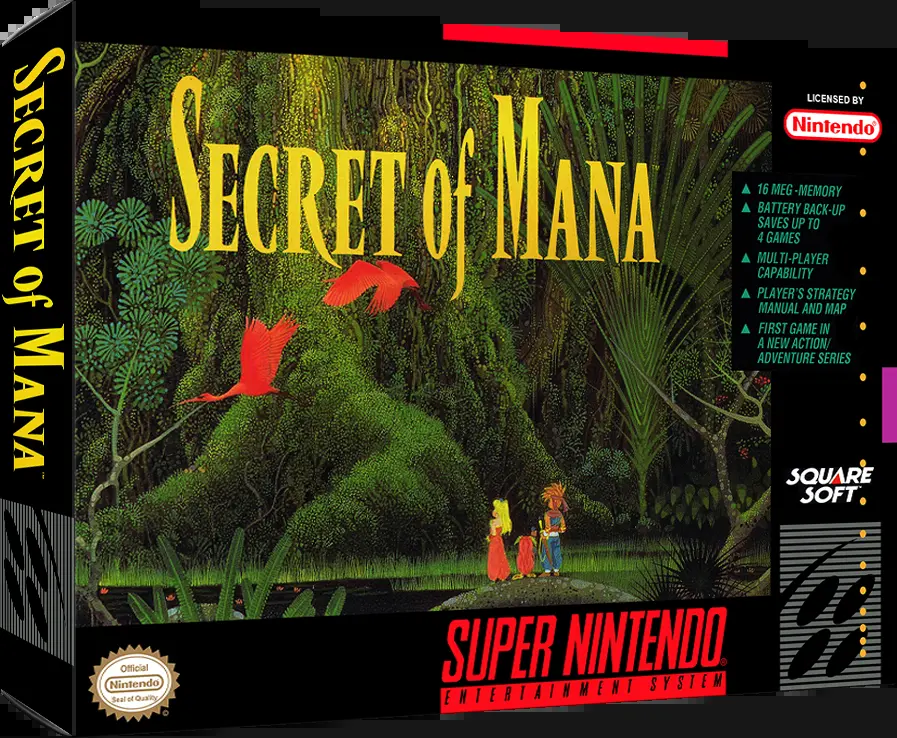 SECRET OF MANA
SECRET of MANA
LICENSED BY
Nintendo®
▲ 16 MEG-MEMORY
▲ BATTERY BACK-UP
SAVES UP TO
4 GAMES
▲ MULTI-PLAYER
CAPABILITY
▲ PLAYER'S STRATEGY
MANUAL AND MAP
▲ FIRST GAME IN
A NEW ACTION/
ADVENTURE SERIES
SQUARE
SOFT™
Official
Nintendo
Seal of Quality
SUPER NINTENDO®
ENTERTAINMENT SYSTEM